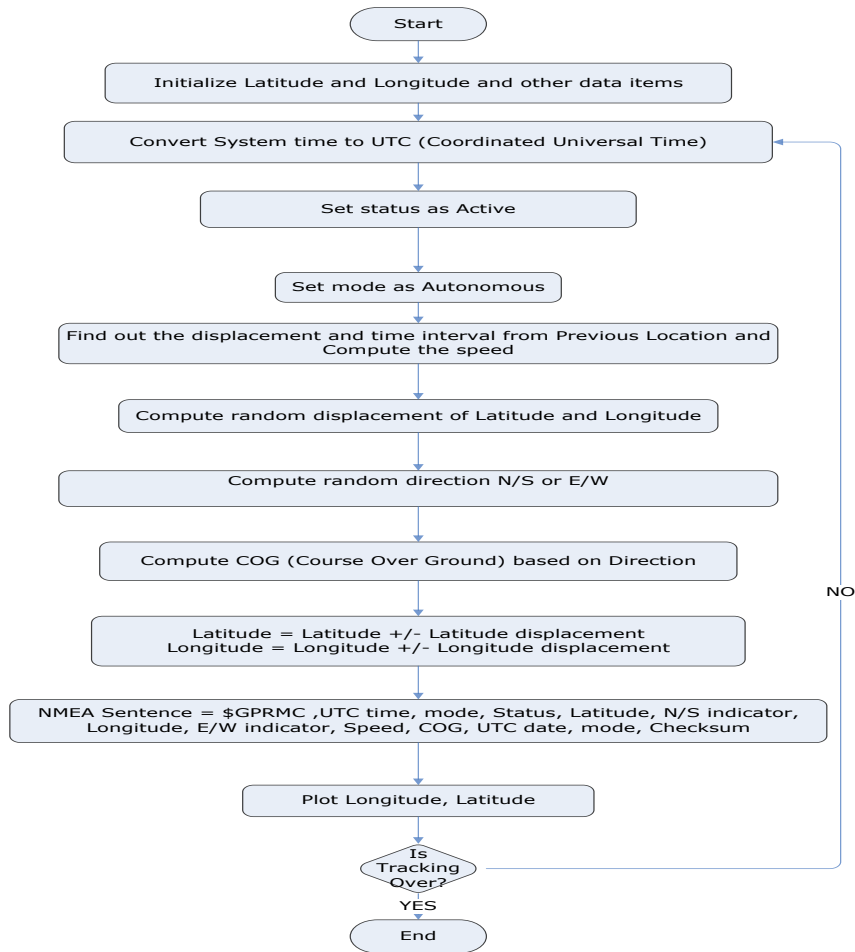 Start
Initialize Latitude and Longitude and other data items
Convert System time to UTC (Coordinated Universal Time)
Set status as Active
Set mode as Autonomous
Find out the displacement and time interval from Previous Location and
Compute the speed
Compute random displacement of Latitude and Longitude
Compute random direction N/S or E/W
Compute COG (Course Over Ground) based on Direction
NO
Latitude = Latitude +/- Latitude displacement
Longitude = Longitude +/- Longitude displacement
NMEA Sentence = $GPRMC ,UTC time, mode, Status, Latitude, N/S indicator,
Longitude, E/W indicator, Speed, COG, UTC date, mode, Checksum
Plot Longitude, Latitude
Is
Tracking
Over?
YES
End